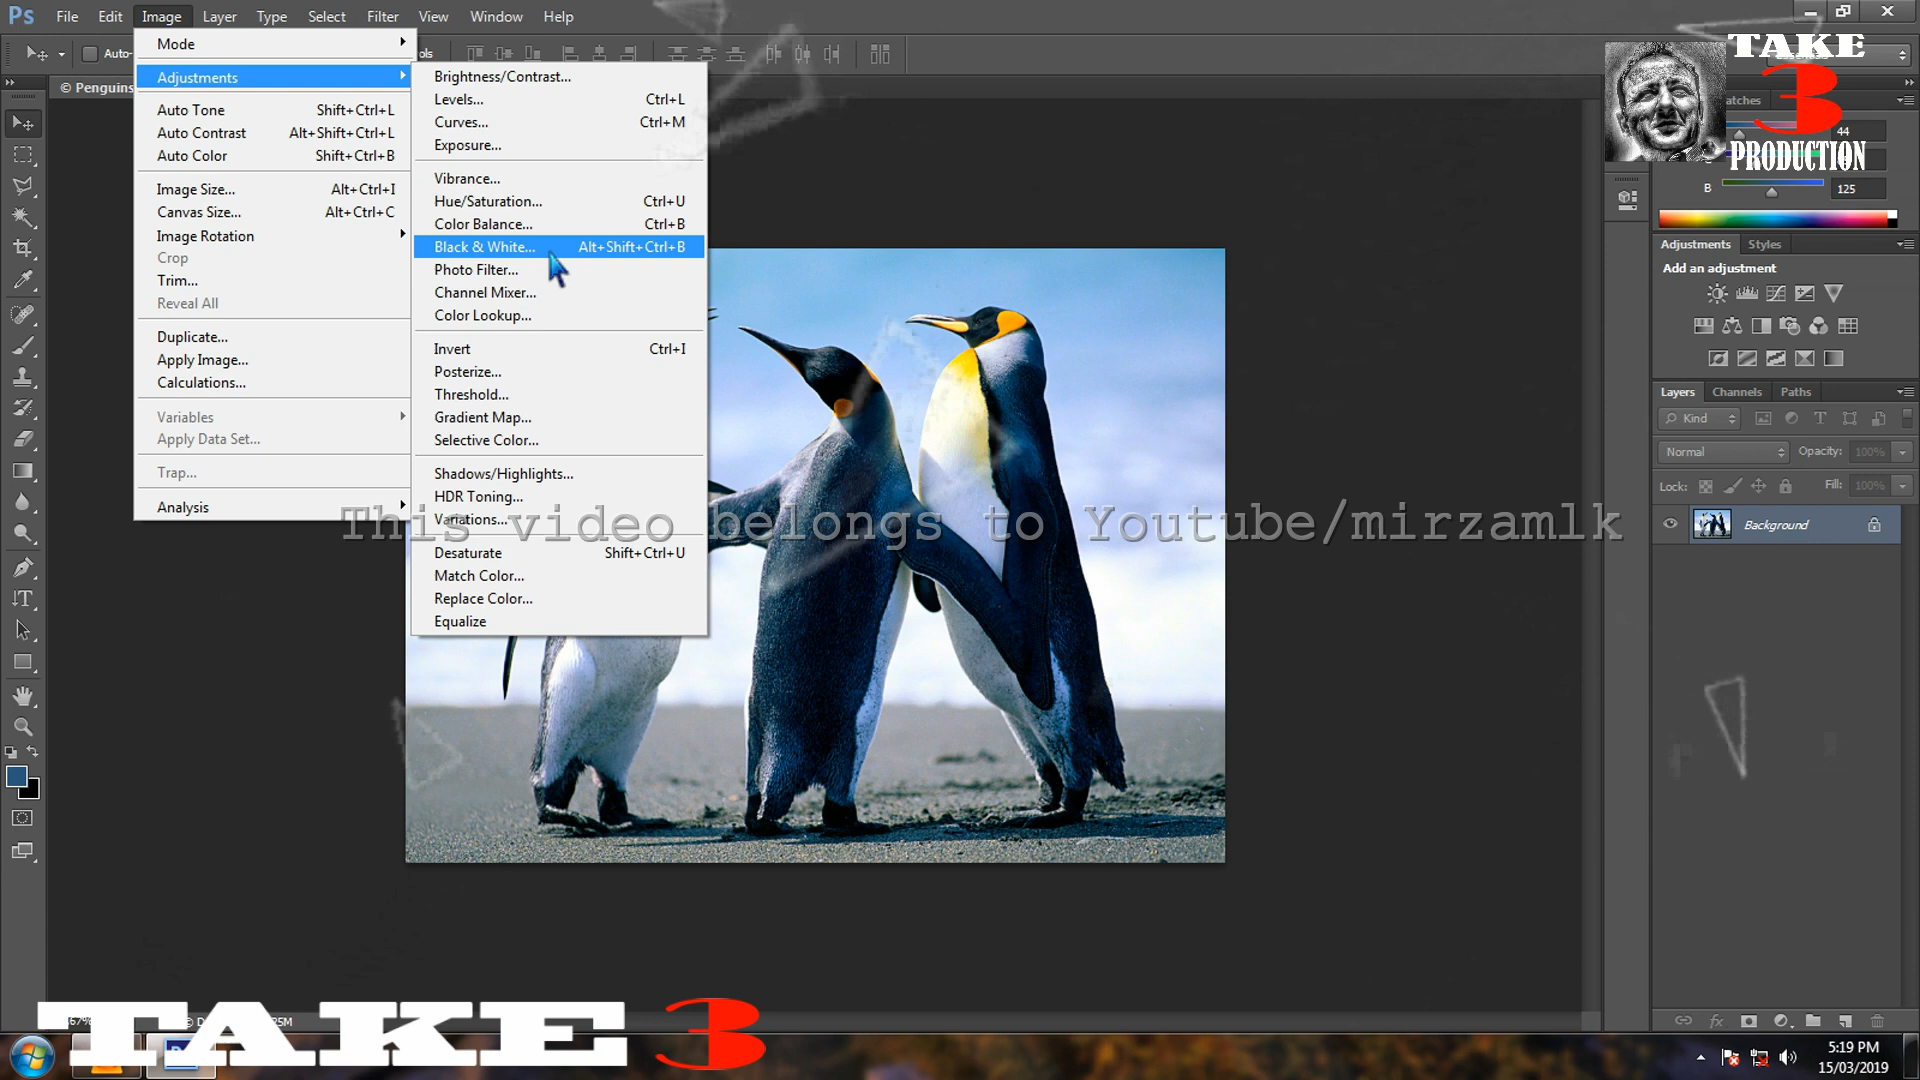 Ps File Edit Image Layer Type Select Filter View Window Help
Auto-
© Penguins
Mode
Adjustments
Auto Tone Shift+Ctrl+L
Auto Contrast Alt+Shift+Ctrl+L
Auto Color Shift+Ctrl+B
Image Size... Alt+Ctrl+I
Canvas Size... Alt+Ctrl+C
Image Rotation
Crop
Trim...
Reveal All
Duplicate...
Apply Image...
Calculations...
Variables
Apply Data Set...
Trap...
Analysis
Brightness/Contrast...
Levels... Ctrl+L
Curves... Ctrl+M
Exposure...
Vibrance...
Hue/Saturation... Ctrl+U
Color Balance... Ctrl+B
Black & White... Alt+Shift+Ctrl+B
Photo Filter...
Channel Mixer...
Color Lookup...
Invert Ctrl+I
Posterize...
Threshold...
Gradient Map...
Selective Color...
Shadows/Highlights...
HDR Toning...
Variations...
Desaturate Shift+Ctrl+U
Match Color...
Replace Color...
Equalize
This video belongs to Youtube/mirzamlk
TAKE
3
PRODUCTION
44
B 125
Adjustments Styles
Add an adjustment
Layers Channels Paths
Kind
Normal Opacity: 100%
Lock: Fill: 100%
Background
TAKE 3
5:19 PM
15/03/2019